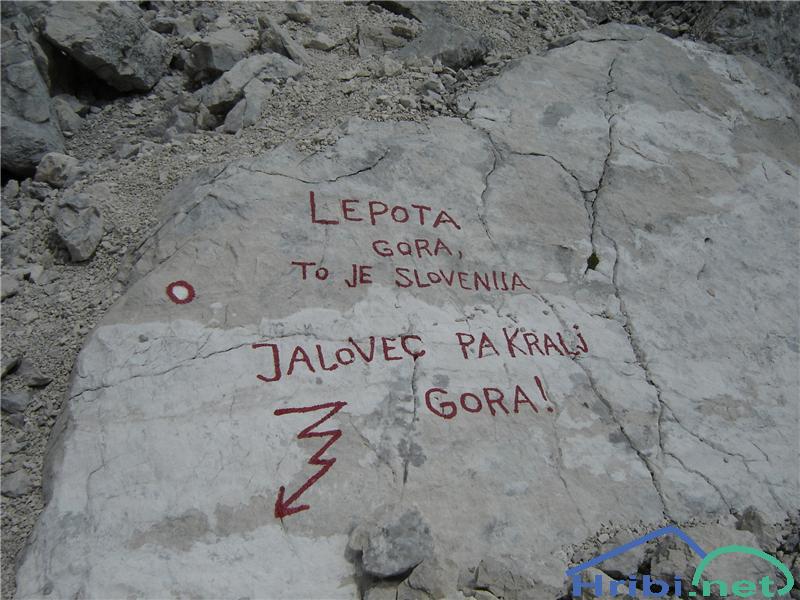 LEPOTA
GORA,
TO JE SLOVENIJA
JALOVEC PA KRALJ
GORA!
Hribi.net